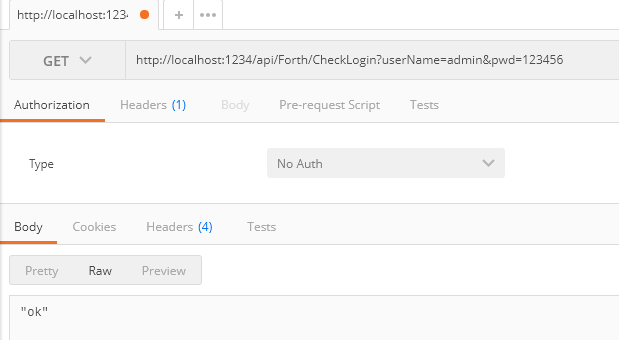 http://localhost:1234
GET http://localhost:1234/api/Forth/CheckLogin?userName=admin&pwd=123456
Authorization Headers (1) Body Pre-request Script Tests
Type No Auth
Body Cookies Headers (4) Tests
Pretty Raw Preview
"ok"